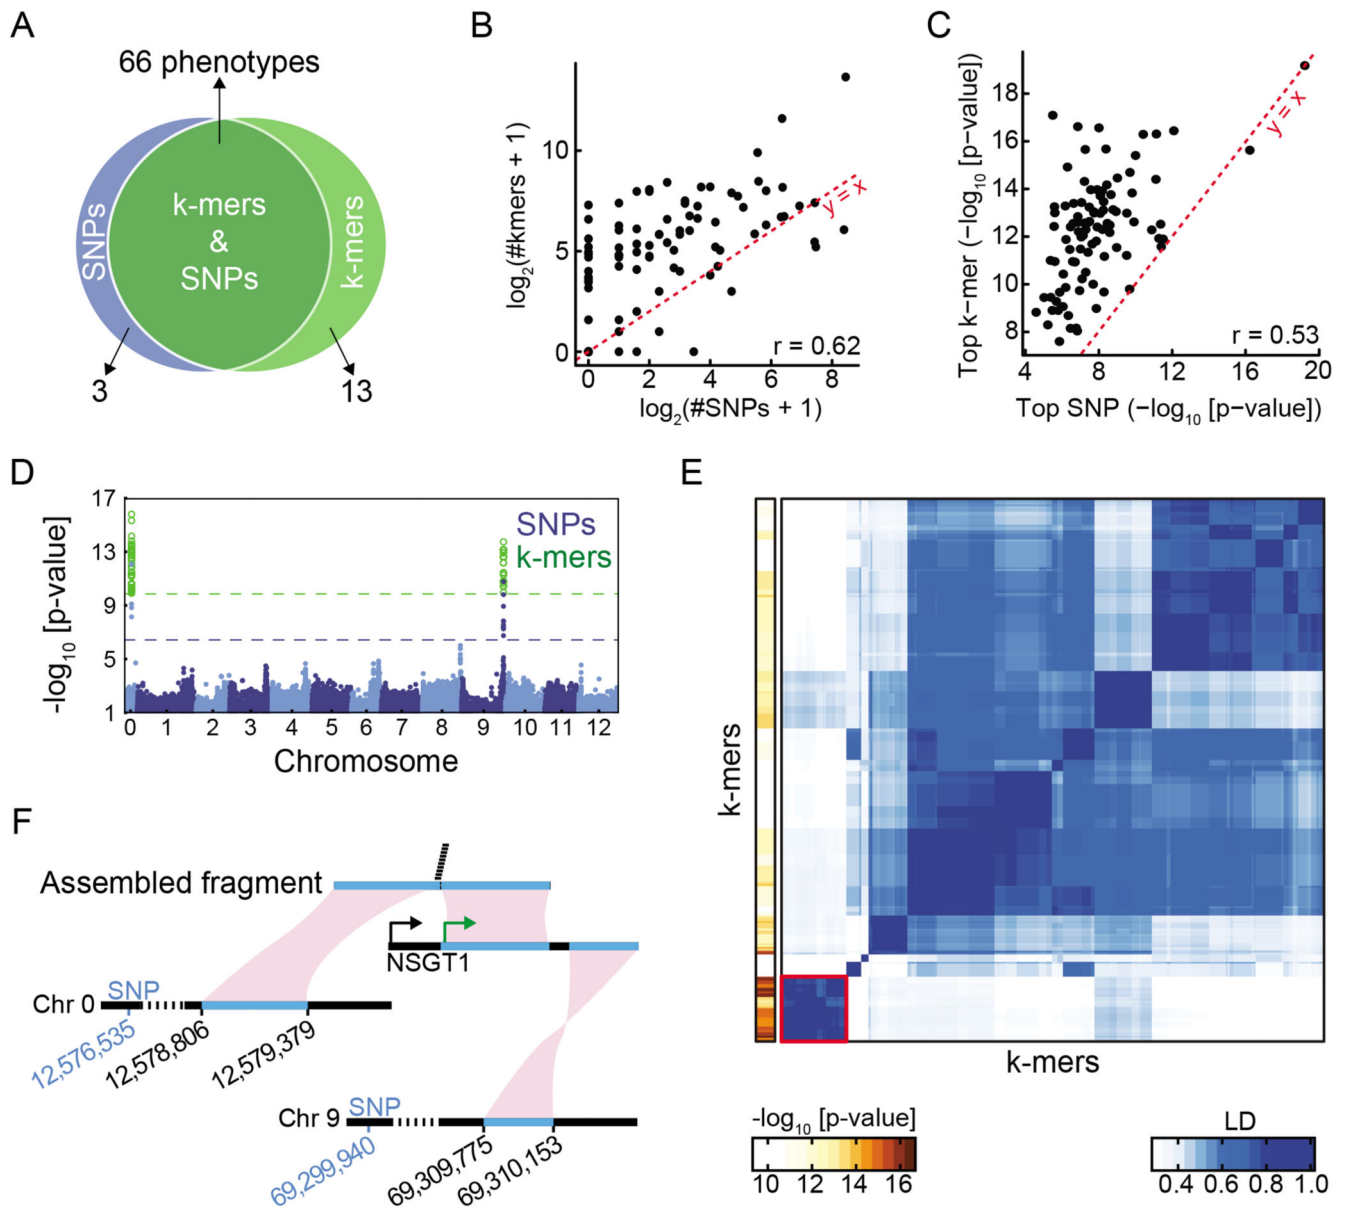 A
66 phenotypes
SNPs
k-mers
&
SNPs
k-mers
3
13
B
log2(#kmers + 1)
10
5
0
y = x
r = 0.62
0 2 4 6 8
log2(#SNPs + 1)
C
Top k-mer (−log10 [p−value])
18
16
14
12
10
8
y = x
r = 0.53
4 8 12 16 20
Top SNP (−log10 [p−value])
D
-log10 [p-value]
17
13
9
5
1
SNPs
k-mers
0 1 2 3 4 5 6 7 8 9 10 11 12
Chromosome
E
k-mers
k-mers
-log10 [p-value]
10 12 14 16
LD
0.4 0.6 0.8 1.0
F
Assembled fragment
NSGT1
Chr 0
SNP
12,576,535
12,578,806
12,579,379
Chr 9
SNP
69,299,940
69,309,775
69,310,153